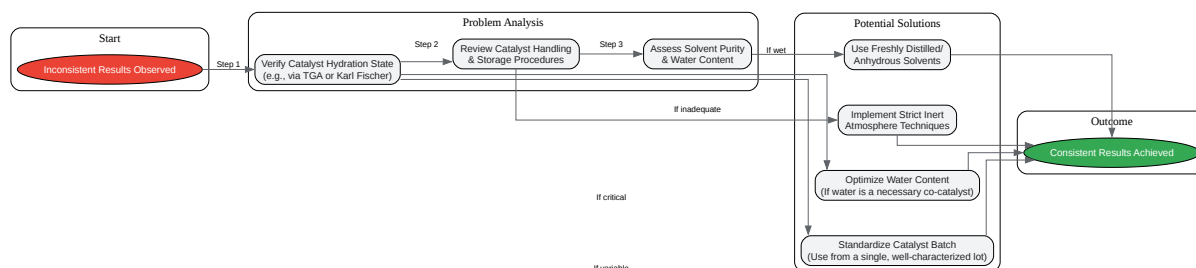 Start
Inconsistent Results Observed
Step 1
Problem Analysis
Verify Catalyst Hydration State
(e.g., via TGA or Karl Fischer)
Step 2
Review Catalyst Handling
& Storage Procedures
Step 3
Assess Solvent Purity
& Water Content
If wet
Potential Solutions
Use Freshly Distilled/
Anhydrous Solvents
If inadequate
Implement Strict Inert
Atmosphere Techniques
Outcome
Consistent Results Achieved
Optimize Water Content
(If water is a necessary co-catalyst)
If critical
Standardize Catalyst Batch
(Use from a single, well-characterized lot)
If variable